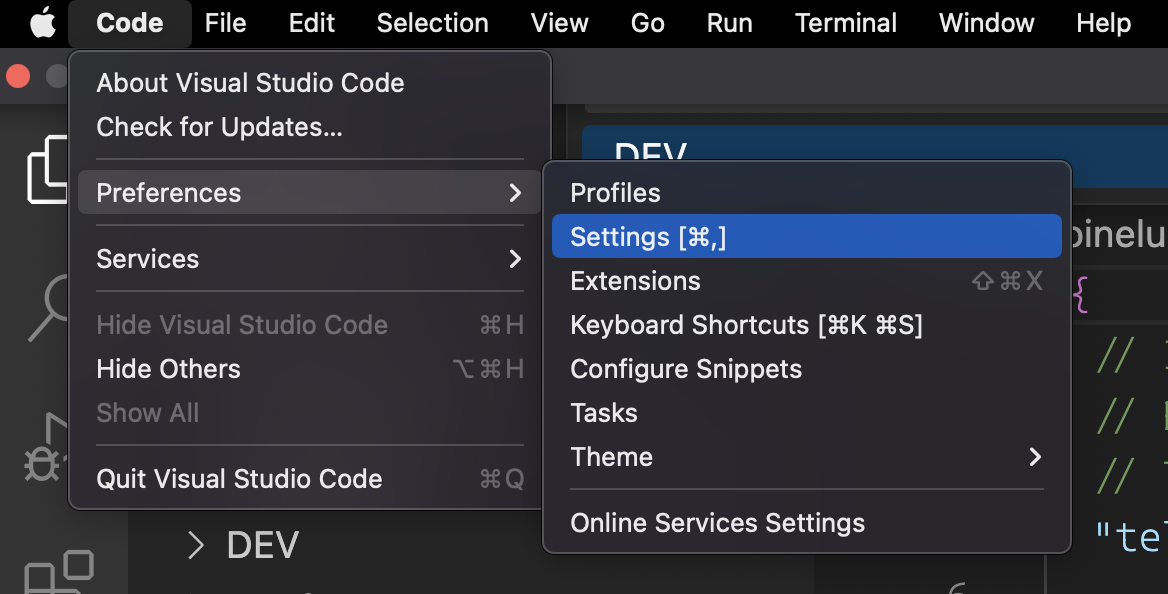 Code File Edit Selection View Go Run Terminal Window Help
About Visual Studio Code
Check for Updates...
Preferences
Services
Hide Visual Studio Code ⌘H
Hide Others ⌥⌘H
Show All
Quit Visual Studio Code ⌘Q
DEV
Profiles
Settings [⌘,]
Extensions ⇧⌘X
Keyboard Shortcuts [⌘K ⌘S]
Configure Snippets
Tasks
Theme
Online Services Settings
DEV
{
//
//
//
"te
6